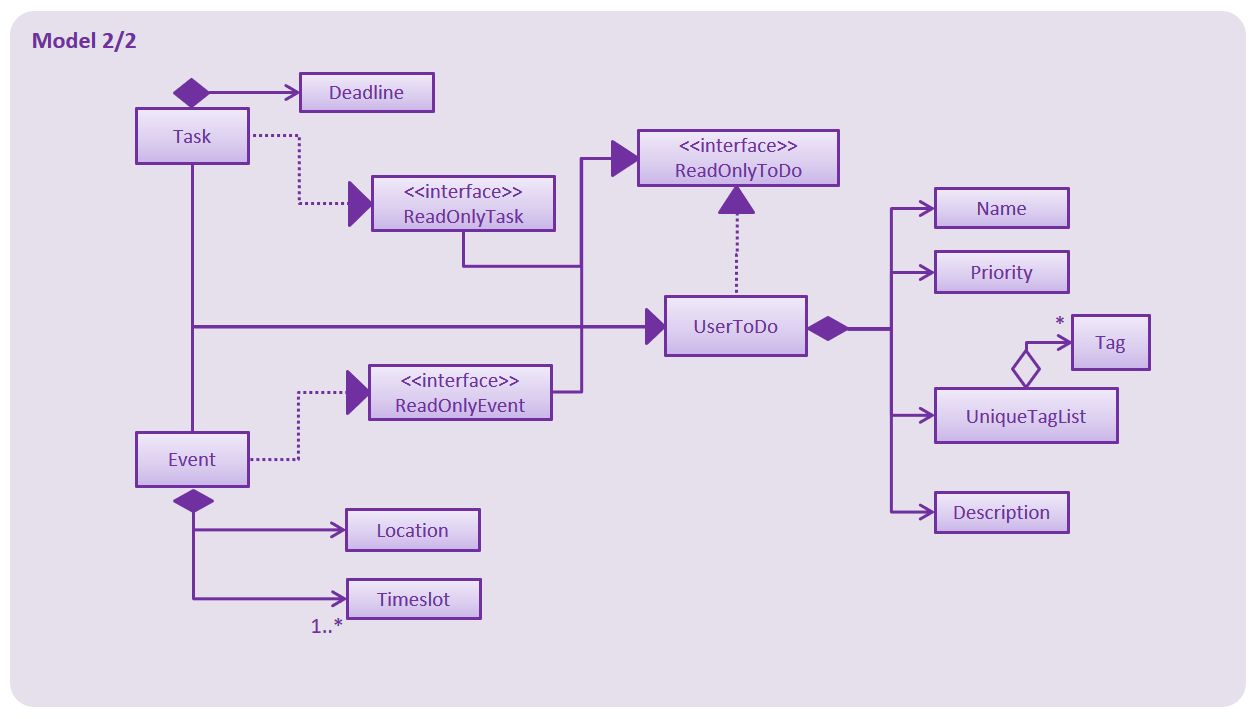 Model 2/2
Deadline
Task
<<interface>>
ReadOnlyToDo
<<interface>>
ReadOnlyTask
Name
Priority
UserToDo
*
Tag
<<interface>>
ReadOnlyEvent
UniqueTagList
Event
Description
Location
Timeslot
1..*